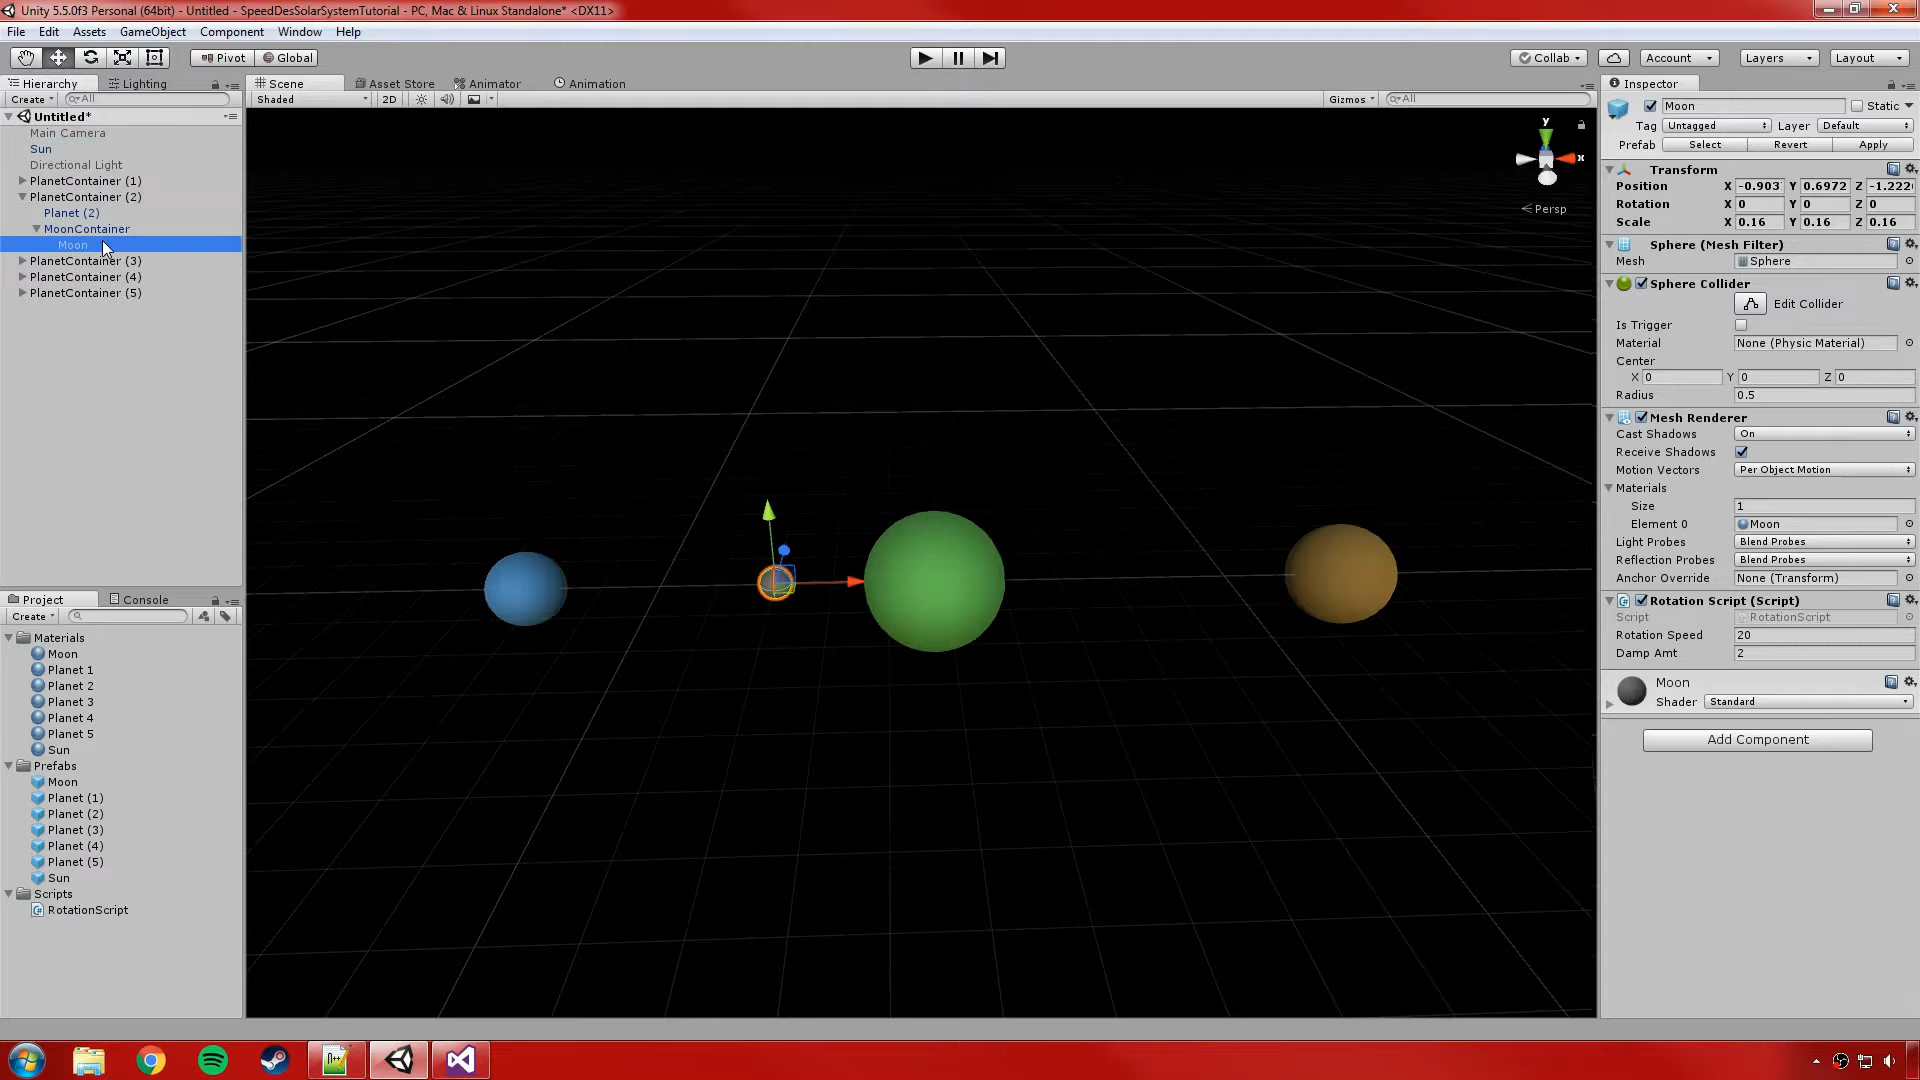 Unity 5.5.0f3 Personal (64bit) - Untitled - SpeedDesSolarSystemTutorial - PC, Mac & Linux Standalone* <DX11>
File Edit Assets GameObject Component Window Help
Pivot Global Collab Account Layers Layout
Hierarchy Lighting Scene Asset Store Animator Animation Inspector
Create All Shaded 2D Gizmos All
Moon Static
Untitled*
Tag Untagged Layer Default
Main Camera
Prefab Select Revert Apply
Sun
Directional Light
Transform
PlanetContainer (1)
Position X -0.903 Y 0.6972 Z -1.222
PlanetContainer (2)
Rotation X 0 Y 0 Z 0
Planet (2)
Scale X 0.16 Y 0.16 Z 0.16
MoonContainer
Moon
Sphere (Mesh Filter)
PlanetContainer (3)
Mesh Sphere
PlanetContainer (4)
Sphere Collider
PlanetContainer (5)
Edit Collider
y
x
Persp
Is Trigger
Material None (Physic Material)
Center
X 0 Y 0 Z 0
Radius 0.5
Mesh Renderer
Cast Shadows On
Receive Shadows
Motion Vectors Per Object Motion
Materials
Size 1
Element 0 Moon
Light Probes Blend Probes
Reflection Probes Blend Probes
Anchor Override None (Transform)
Rotation Script (Script)
Script RotationScript
Rotation Speed 20
Damp Amt 2
Moon
Shader Standard
Add Component
Project Console
Create
Materials
Moon
Planet 1
Planet 2
Planet 3
Planet 4
Planet 5
Sun
Prefabs
Moon
Planet (1)
Planet (2)
Planet (3)
Planet (4)
Planet (5)
Sun
Scripts
RotationScript